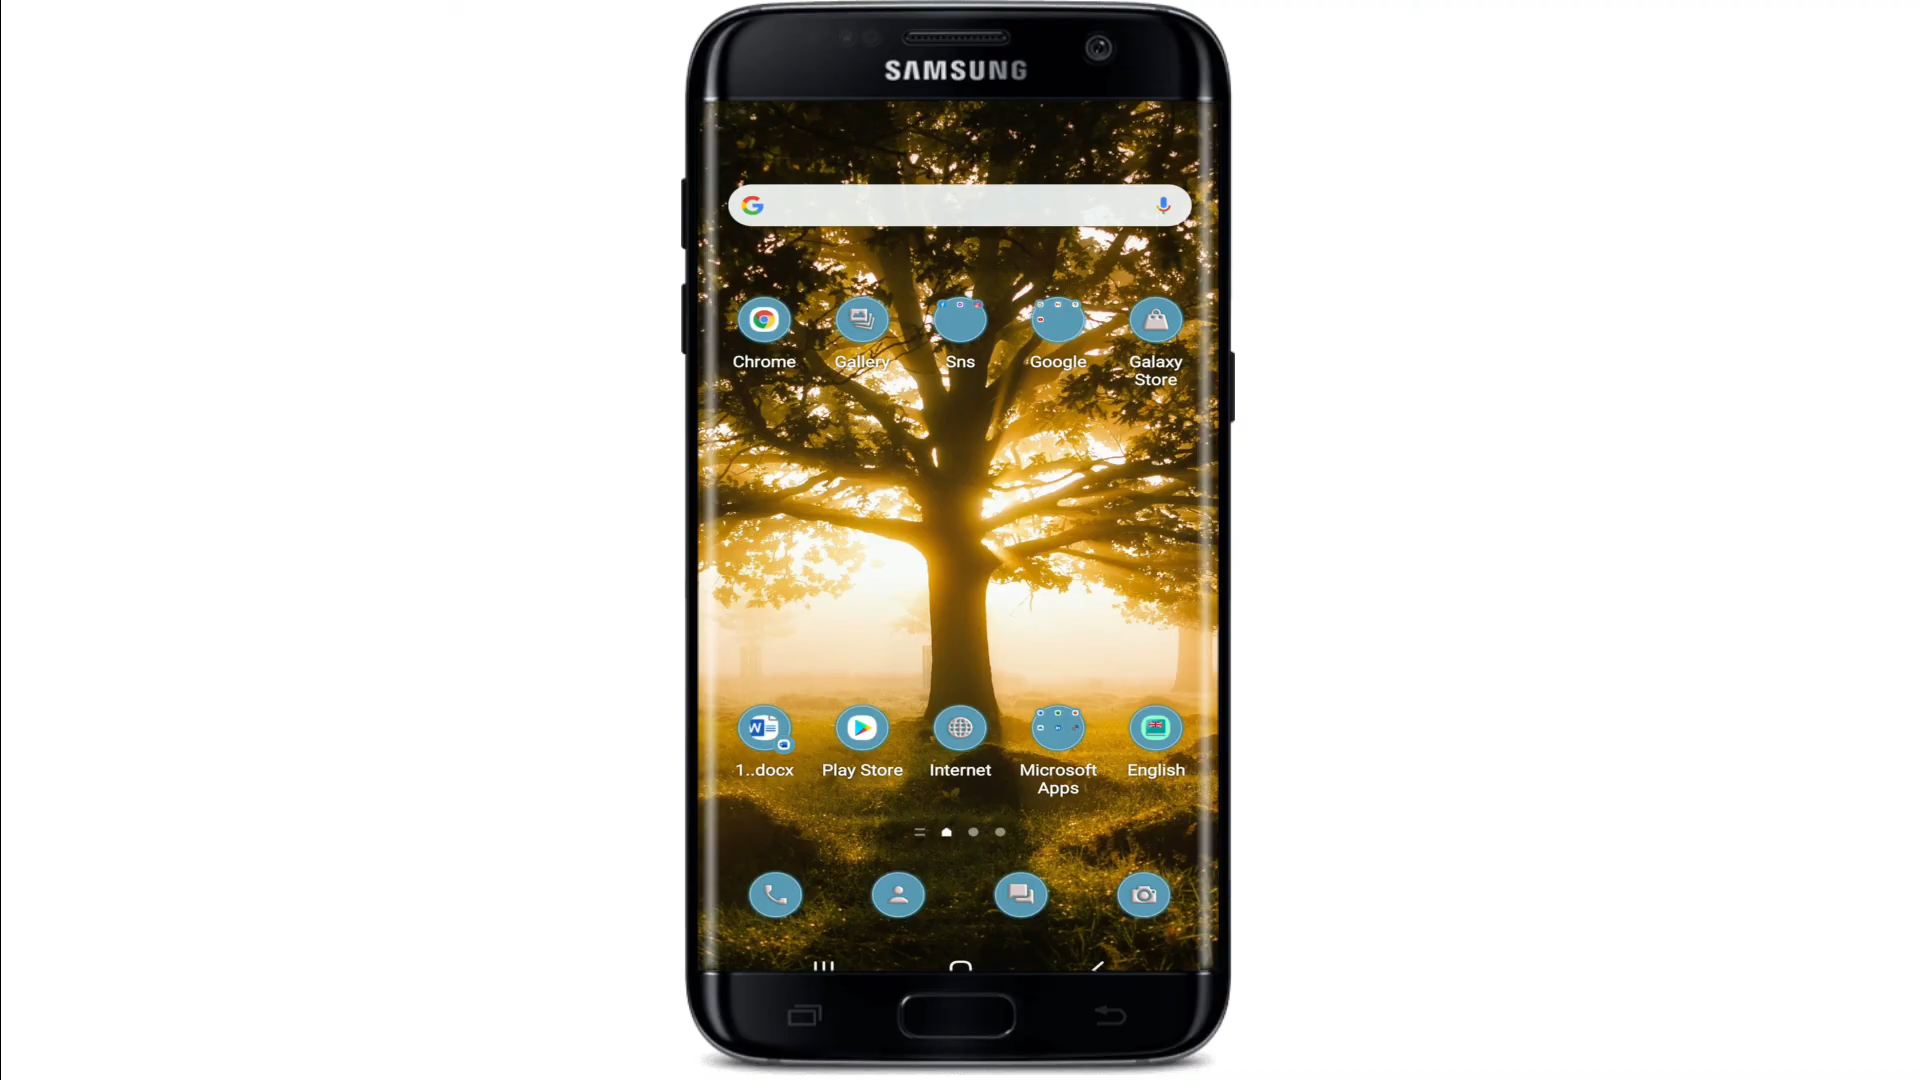 SAMSUNG
Chrome
Gallery
Sns
Google
Galaxy
Store
1..docx
Play Store
Internet
Microsoft
Apps
English